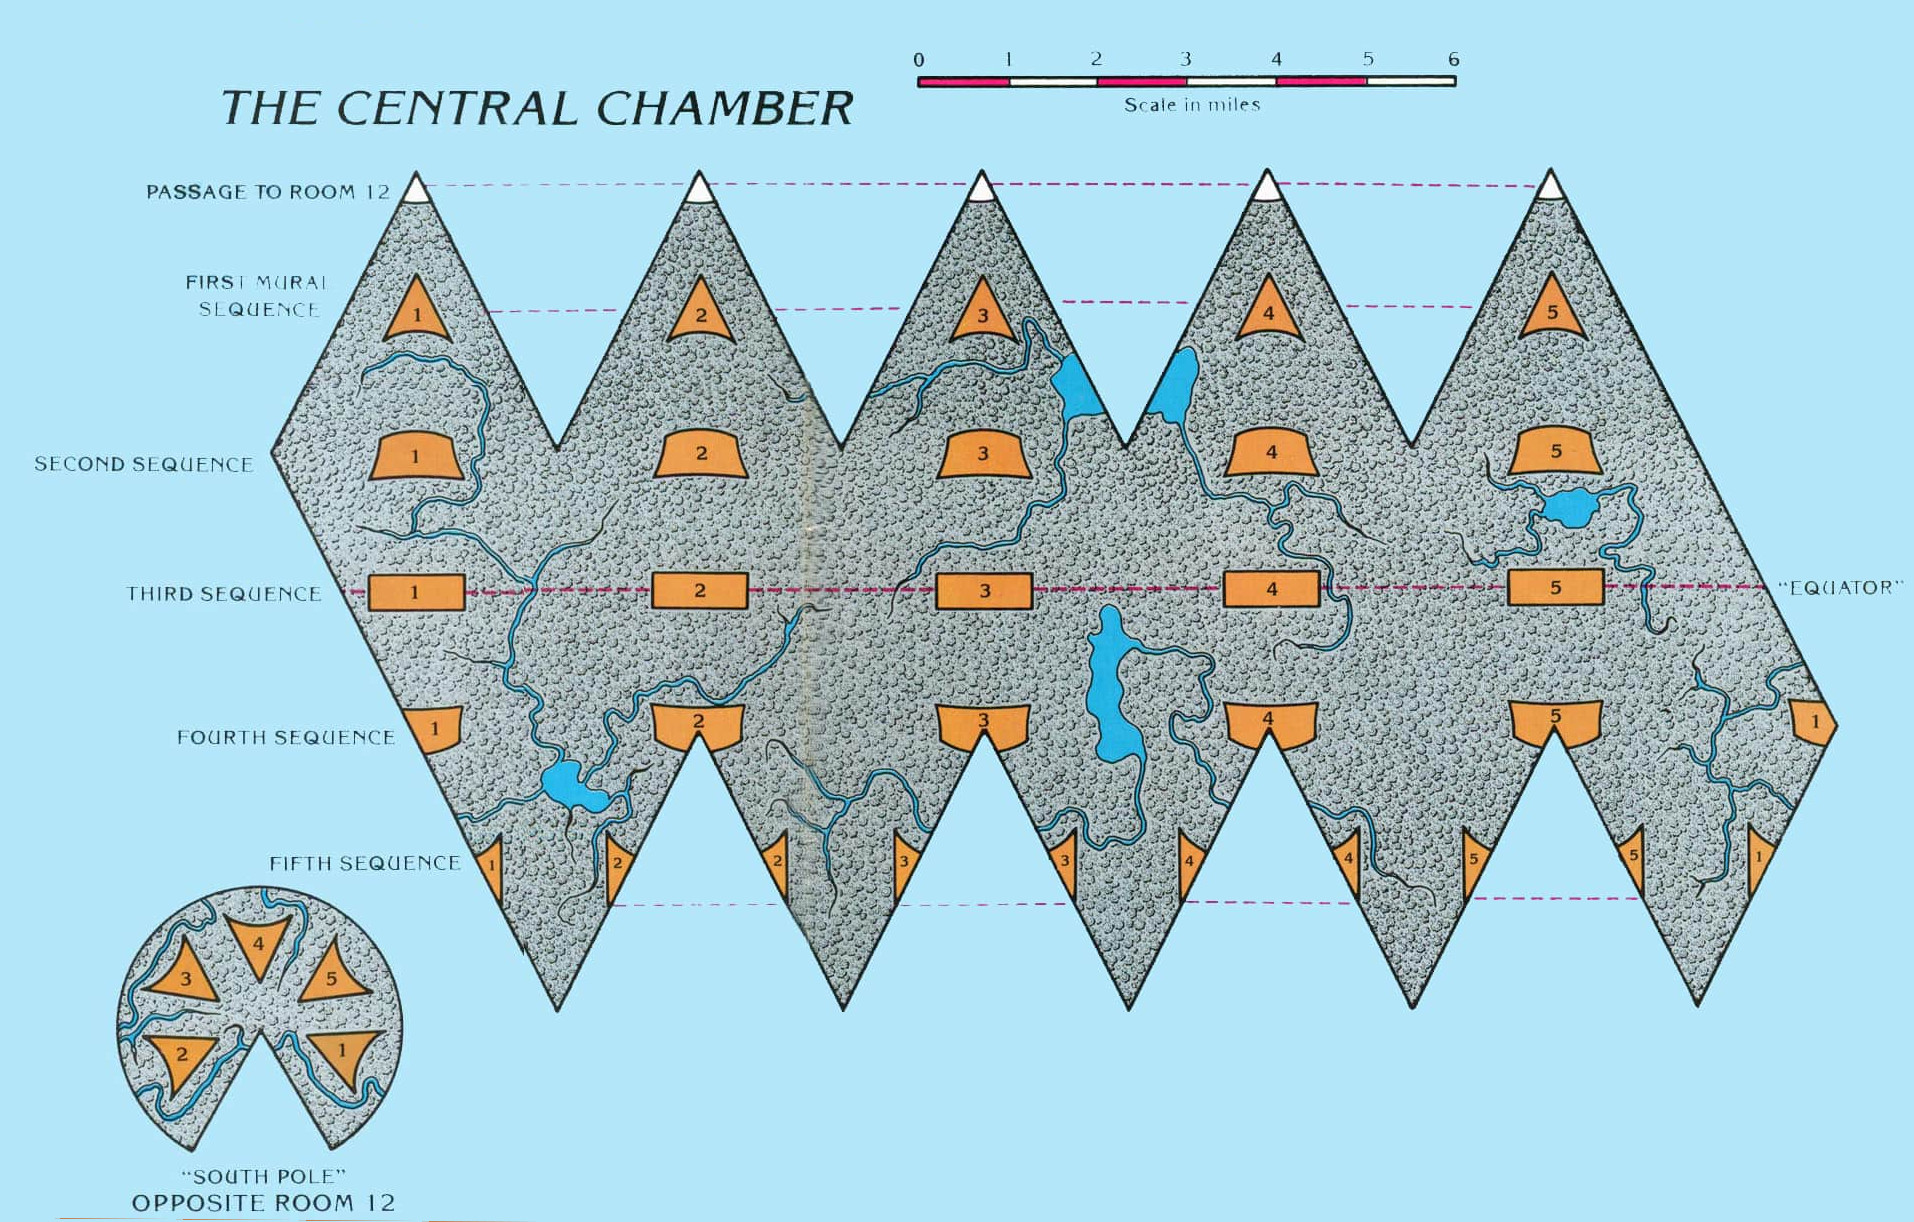 0 1 2 3 4 5 6
Scale in miles
THE CENTRAL CHAMBER
PASSAGE TO ROOM 12
FIRST MURAL
SEQUENCE
1 2 3 4 5
SECOND SEQUENCE
1 2 3 4 5
THIRD SEQUENCE
1 2 3 4 5
"EQUATOR"
FOURTH SEQUENCE
1 2 3 4 5 1
FIFTH SEQUENCE
1 2 2 3 3 4 4 5 5 1
4
3 5
2 1
"SOUTH POLE"
OPPOSITE ROOM 12